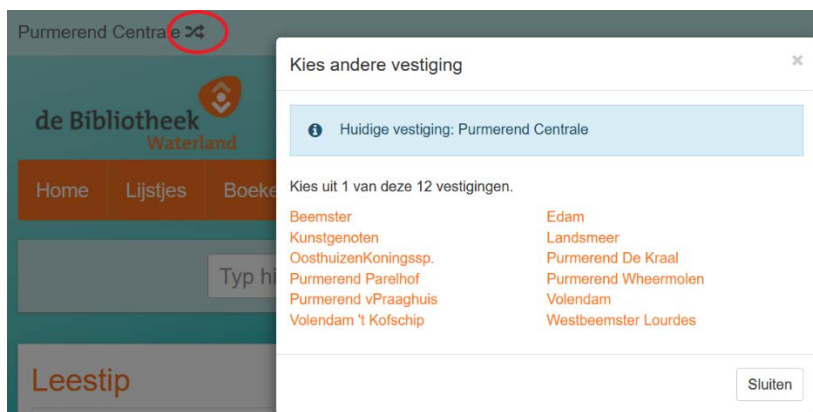 Purmerend Centrale
de Bibliotheek
Waterland
Home Lijstjes
Leestip
Kies andere vestiging
×
Huidige vestiging: Purmerend Centrale
Kies uit 1 van deze 12 vestigingen.
Beemster Edam
Kunstgenoten Landsmeer
OosthuizenKoningssp. Purmerend De Kraal
Purmerend Parelhof Purmerend Wheermolen
Purmerend vPraaghuis Volendam
Volendam 't Kofschip Westbeemster Lourdes
Sluiten